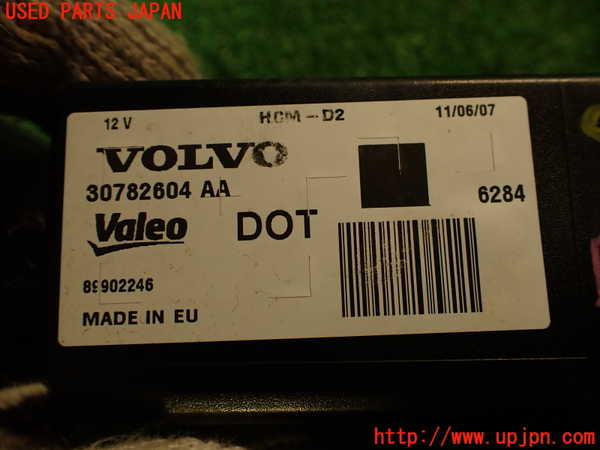 USED PARTS JAPAN
12 V HCM - D2 11/06/07
VOLVO
30782604 AA
6284
Valeo DOT
89902246
MADE IN EU
http://www.upjpn.com/